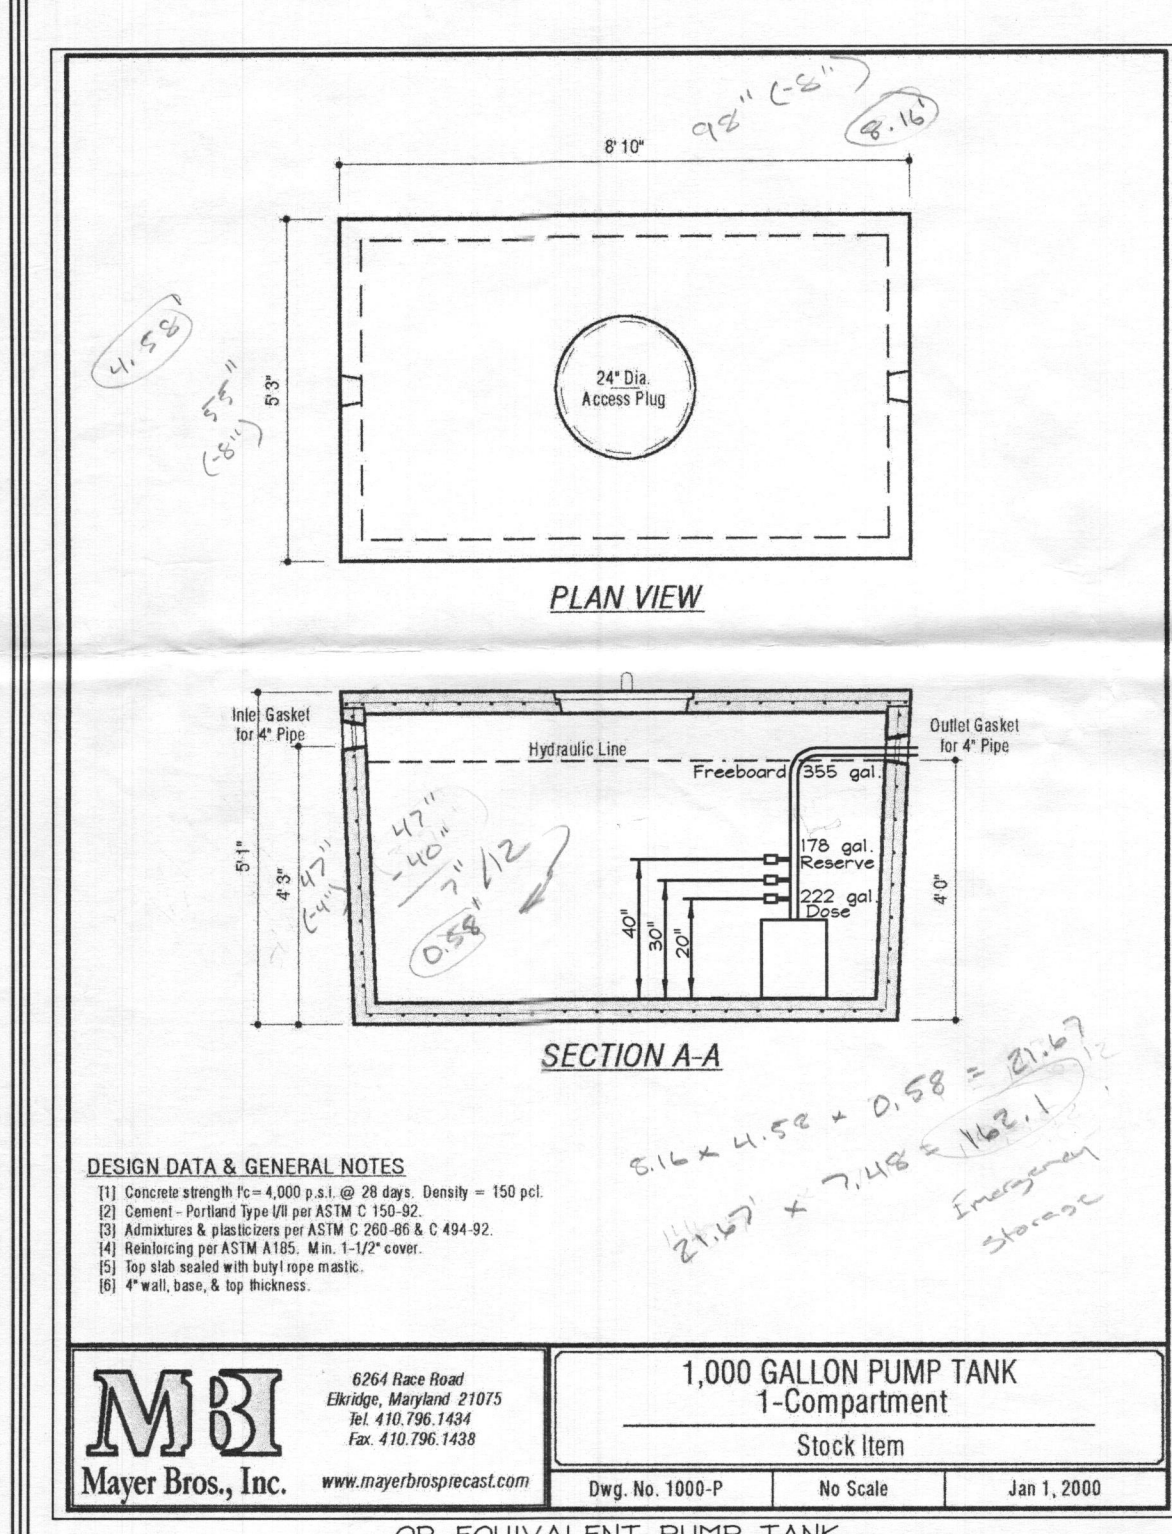 98" (-8")
8.16'
8'10"
4.58'
55"
(-8")
5'3"
24" Dia.
Access Plug
PLAN VIEW
Inlet Gasket
for 4" Pipe
Outlet Gasket
for 4" Pipe
Hydraulic Line
Freeboard 355 gal.
178 gal.
Reserve
222 gal.
Dose
5'1"
4'3"
47"
(-4")
47"
-40"
7" /12
0.58'
40"
30"
20"
4'0"
SECTION A-A
8.16 x 4.58 x 0.58 = 21.67
21.67' x 7.48 = 162.1
Emergency
Storage
DESIGN DATA & GENERAL NOTES
[1] Concrete strength f'c= 4,000 p.s.i. @ 28 days. Density = 150 pcf.
[2] Cement - Portland Type I/II per ASTM C 150-92.
[3] Admixtures & plasticizers per ASTM C 260-86 & C 494-92.
[4] Reinforcing per ASTM A185. Min. 1-1/2" cover.
[5] Top slab sealed with butyl rope mastic.
[6] 4" wall, base, & top thickness.
MBI
Mayer Bros., Inc.
6264 Race Road
Elkridge, Maryland 21075
Tel. 410.796.1434
Fax. 410.796.1438
www.mayerbrosprecast.com
1,000 GALLON PUMP TANK
1-Compartment
Stock Item
Dwg. No. 1000-P
No Scale
Jan 1, 2000
OR EQUIVALENT PUMP TANK